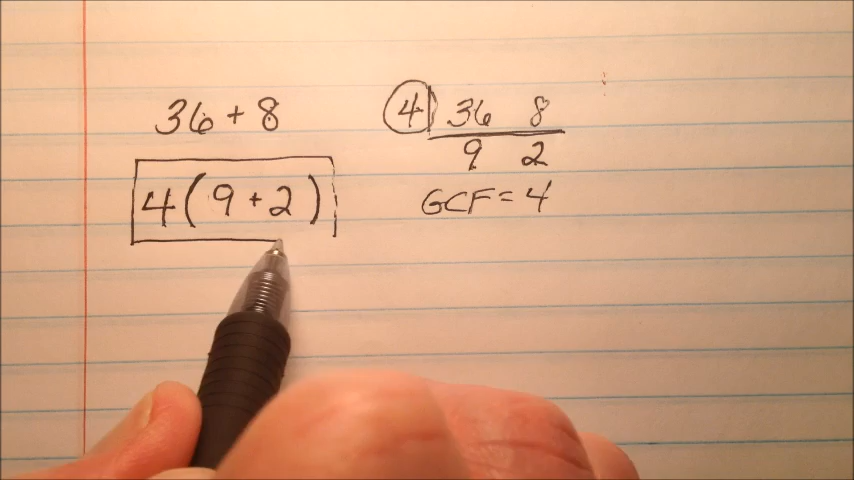 36 + 8
4 ( 9 + 2 )
4 36 8
9 2
GCF = 4